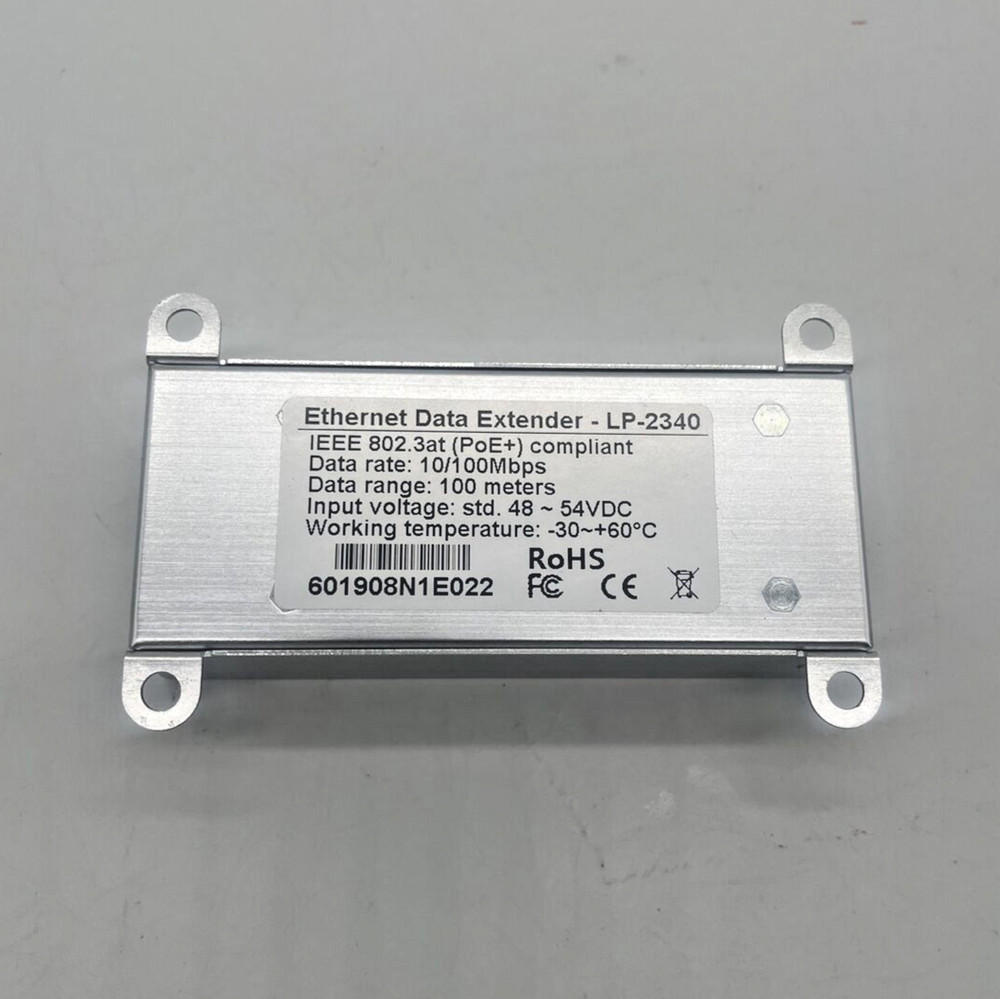 Ethernet Data Extender - LP-2340
IEEE 802.3at (PoE+) compliant
Data rate: 10/100Mbps
Data range: 100 meters
Input voltage: std. 48 ~ 54VDC
Working temperature: -30~+60°C
RoHS
601908N1E022 FC CE